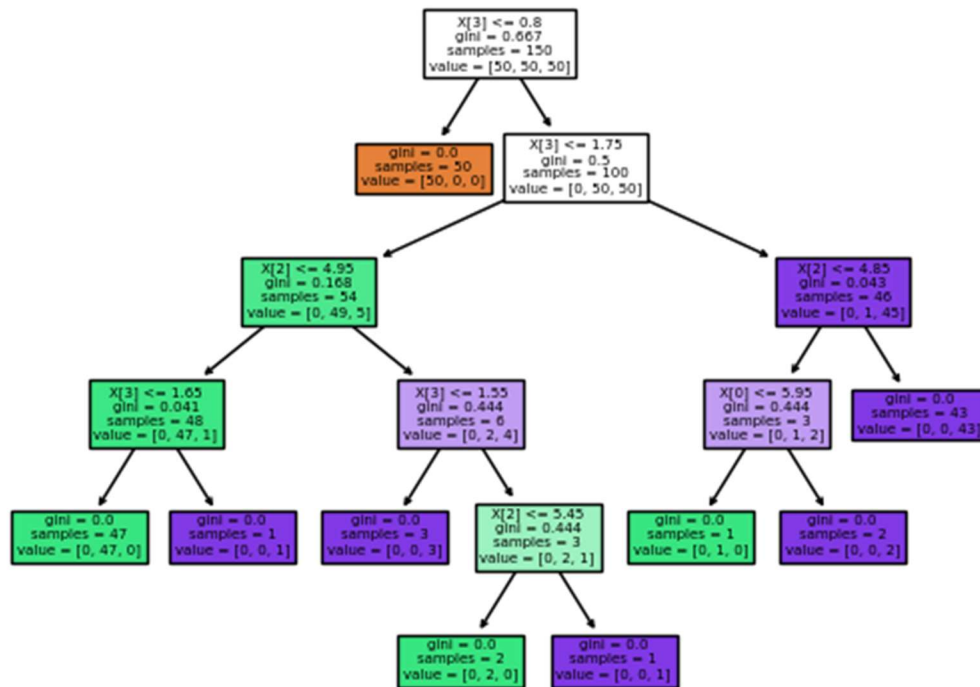 X[3] <= 0.8
gini = 0.667
samples = 150
value = [50, 50, 50]
gini = 0.0
samples = 50
value = [50, 0, 0]
X[3] <= 1.75
gini = 0.5
samples = 100
value = [0, 50, 50]
X[2] <= 4.95
gini = 0.168
samples = 54
value = [0, 49, 5]
X[2] <= 4.85
gini = 0.043
samples = 46
value = [0, 1, 45]
X[3] <= 1.65
gini = 0.041
samples = 48
value = [0, 47, 1]
X[3] <= 1.55
gini = 0.444
samples = 6
value = [0, 2, 4]
X[0] <= 5.95
gini = 0.444
samples = 3
value = [0, 1, 2]
gini = 0.0
samples = 43
value = [0, 0, 43]
gini = 0.0
samples = 47
value = [0, 47, 0]
gini = 0.0
samples = 1
value = [0, 0, 1]
gini = 0.0
samples = 3
value = [0, 0, 3]
X[2] <= 5.45
gini = 0.444
samples = 3
value = [0, 2, 1]
gini = 0.0
samples = 1
value = [0, 1, 0]
gini = 0.0
samples = 2
value = [0, 0, 2]
gini = 0.0
samples = 2
value = [0, 2, 0]
gini = 0.0
samples = 1
value = [0, 0, 1]